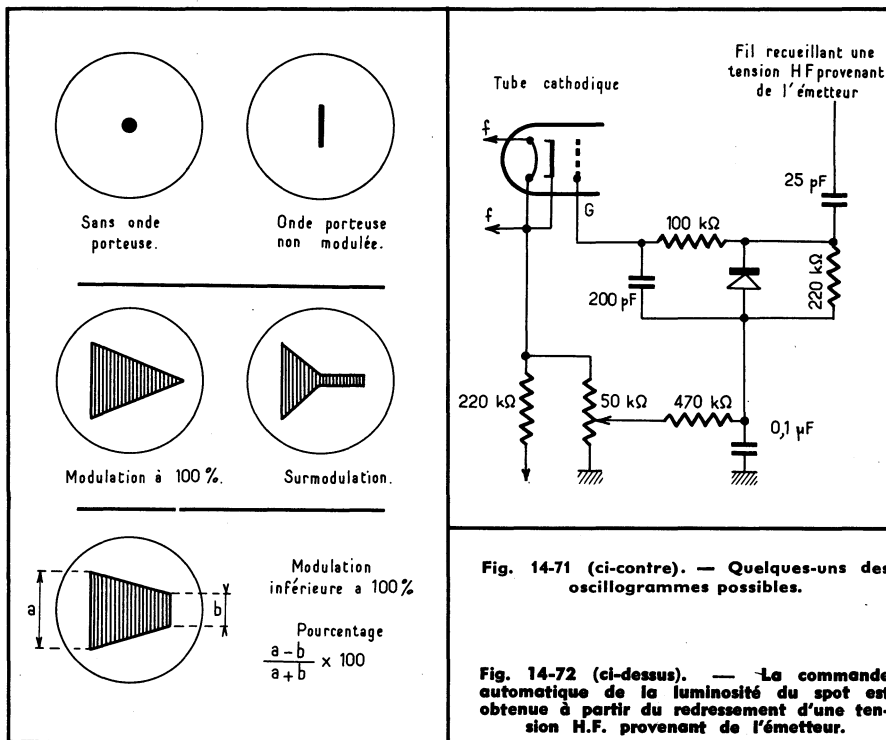 Sans onde
porteuse.
Onde porteuse
non modulée.
Modulation à 100 %.
Surmodulation.
a
b
Modulation
inférieure a 100%
Pourcentage
a - b
a + b
x 100
Fil recueillant une
tension HF provenant
de l'émetteur
Tube cathodique
f
f
G
25 pF
100 kΩ
200 pF
220 kΩ
220 kΩ
50 kΩ
470 kΩ
0,1 µF
Fig. 14-71 (ci-contre). — Quelques-uns des
oscillogrammes possibles.
Fig. 14-72 (ci-dessus). — La commande
automatique de la luminosité du spot est
obtenue à partir du redressement d'une ten-
sion H.F. provenant de l'émetteur.